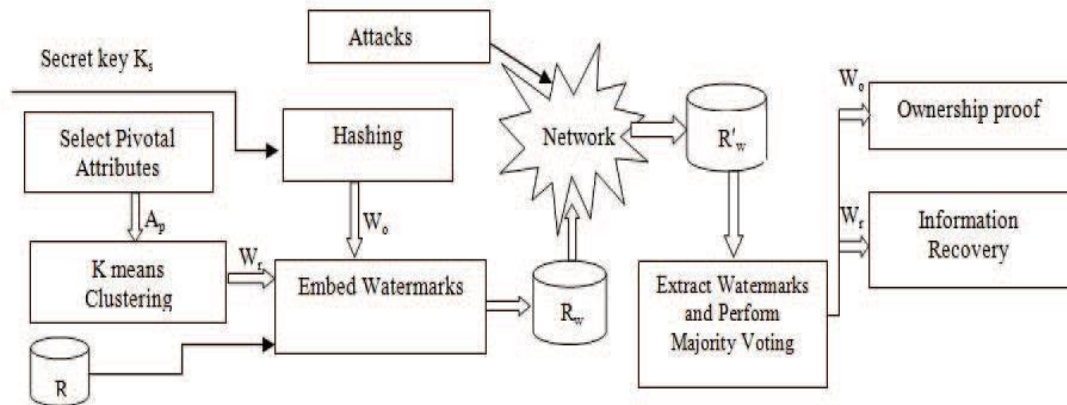 Attacks
Secret key Ks
Select Pivotal
Attributes
Hashing
Network
R'w
Wo
Ownership proof
Ap
Wo
Wr
Information
Recovery
K means
Clustering
Wr
Embed Watermarks
Rw
Extract Watermarks
and Perform
Majority Voting
R